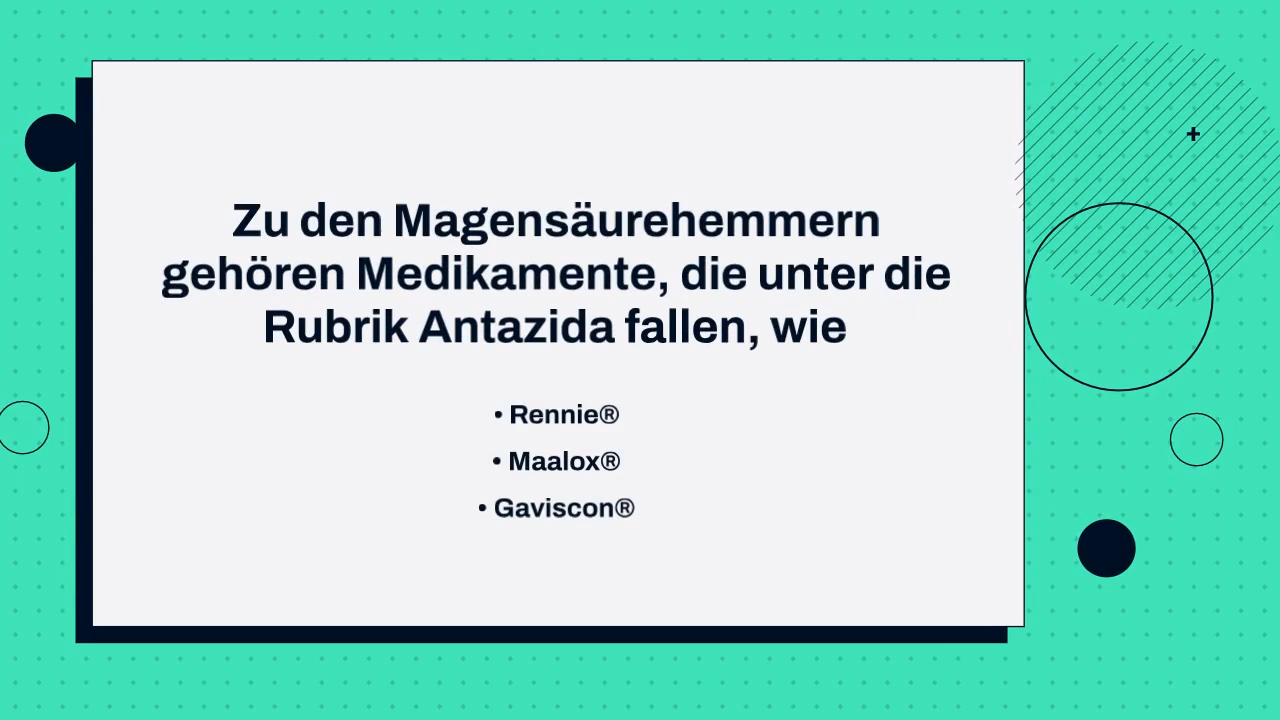 Zu den Magensäurehemmern
gehören Medikamente, die unter die
Rubrik Antazida fallen, wie
• Rennie®
• Maalox®
• Gaviscon®